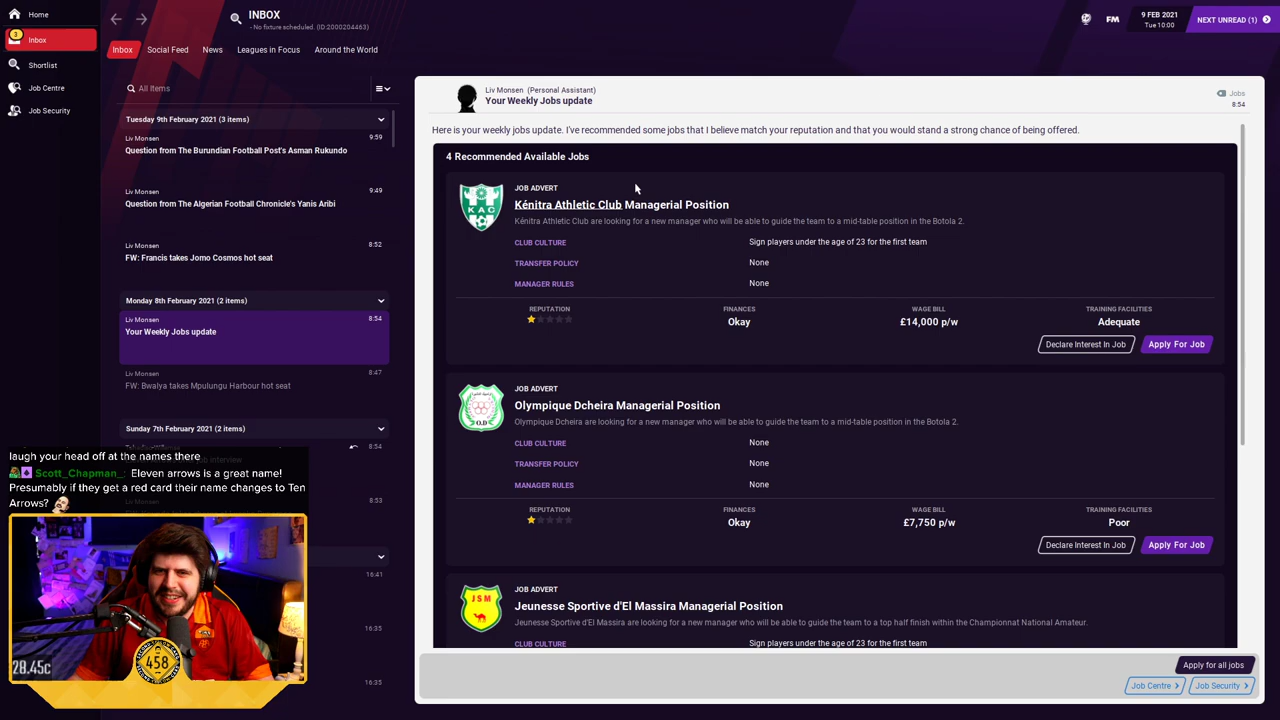 Home
INBOX
- No fixture scheduled. (ID:2000204463)
FM
9 FEB 2021
Tue 10:00
NEXT UNREAD (1)
3
Inbox
Shortlist
Job Centre
Job Security
Inbox
Social Feed
News
Leagues in Focus
Around the World
All Items
Tuesday 9th February 2021 (3 items)
Liv Monsen
9:59
Question from The Burundian Football Post's Asman Rukundo
Liv Monsen
9:49
Question from The Algerian Football Chronicle's Yanis Aribi
Liv Monsen
8:52
FW: Francis takes Jomo Cosmos hot seat
Monday 8th February 2021 (2 items)
Liv Monsen
8:54
Your Weekly Jobs update
Liv Monsen
8:47
FW: Bwalya takes Mpulungu Harbour hot seat
Sunday 7th February 2021 (2 items)
8:54
8:53
16:41
16:35
16:35
laugh your head off at the names there
Scott_Chapman_: Eleven arrows is a great name!
Presumably if they get a red card their name changes to Ten
Arrows?
28.45c
458
Liv Monsen (Personal Assistant)
Your Weekly Jobs update
Jobs
8:54
Here is your weekly jobs update. I've recommended some jobs that I believe match your reputation and that you would stand a strong chance of being offered.
4 Recommended Available Jobs
KAC
JOB ADVERT
Kénitra Athletic Club Managerial Position
Kénitra Athletic Club are looking for a new manager who will be able to guide the team to a mid-table position in the Botola 2.
CLUB CULTURE
Sign players under the age of 23 for the first team
TRANSFER POLICY
None
MANAGER RULES
None
REPUTATION
FINANCES
WAGE BILL
TRAINING FACILITIES
Okay
£14,000 p/w
Adequate
Declare Interest In Job
Apply For Job
O.D
JOB ADVERT
Olympique Dcheira Managerial Position
Olympique Dcheira are looking for a new manager who will be able to guide the team to a mid-table position in the Botola 2.
CLUB CULTURE
None
TRANSFER POLICY
None
MANAGER RULES
None
REPUTATION
FINANCES
WAGE BILL
TRAINING FACILITIES
Okay
£7,750 p/w
Poor
Declare Interest In Job
Apply For Job
JSM
JOB ADVERT
Jeunesse Sportive d'El Massira Managerial Position
Jeunesse Sportive d'El Massira are looking for a new manager who will be able to guide the team to a top half finish within the Championnat National Amateur.
CLUB CULTURE
Sign players under the age of 23 for the first team
Apply for all jobs
Job Centre
Job Security